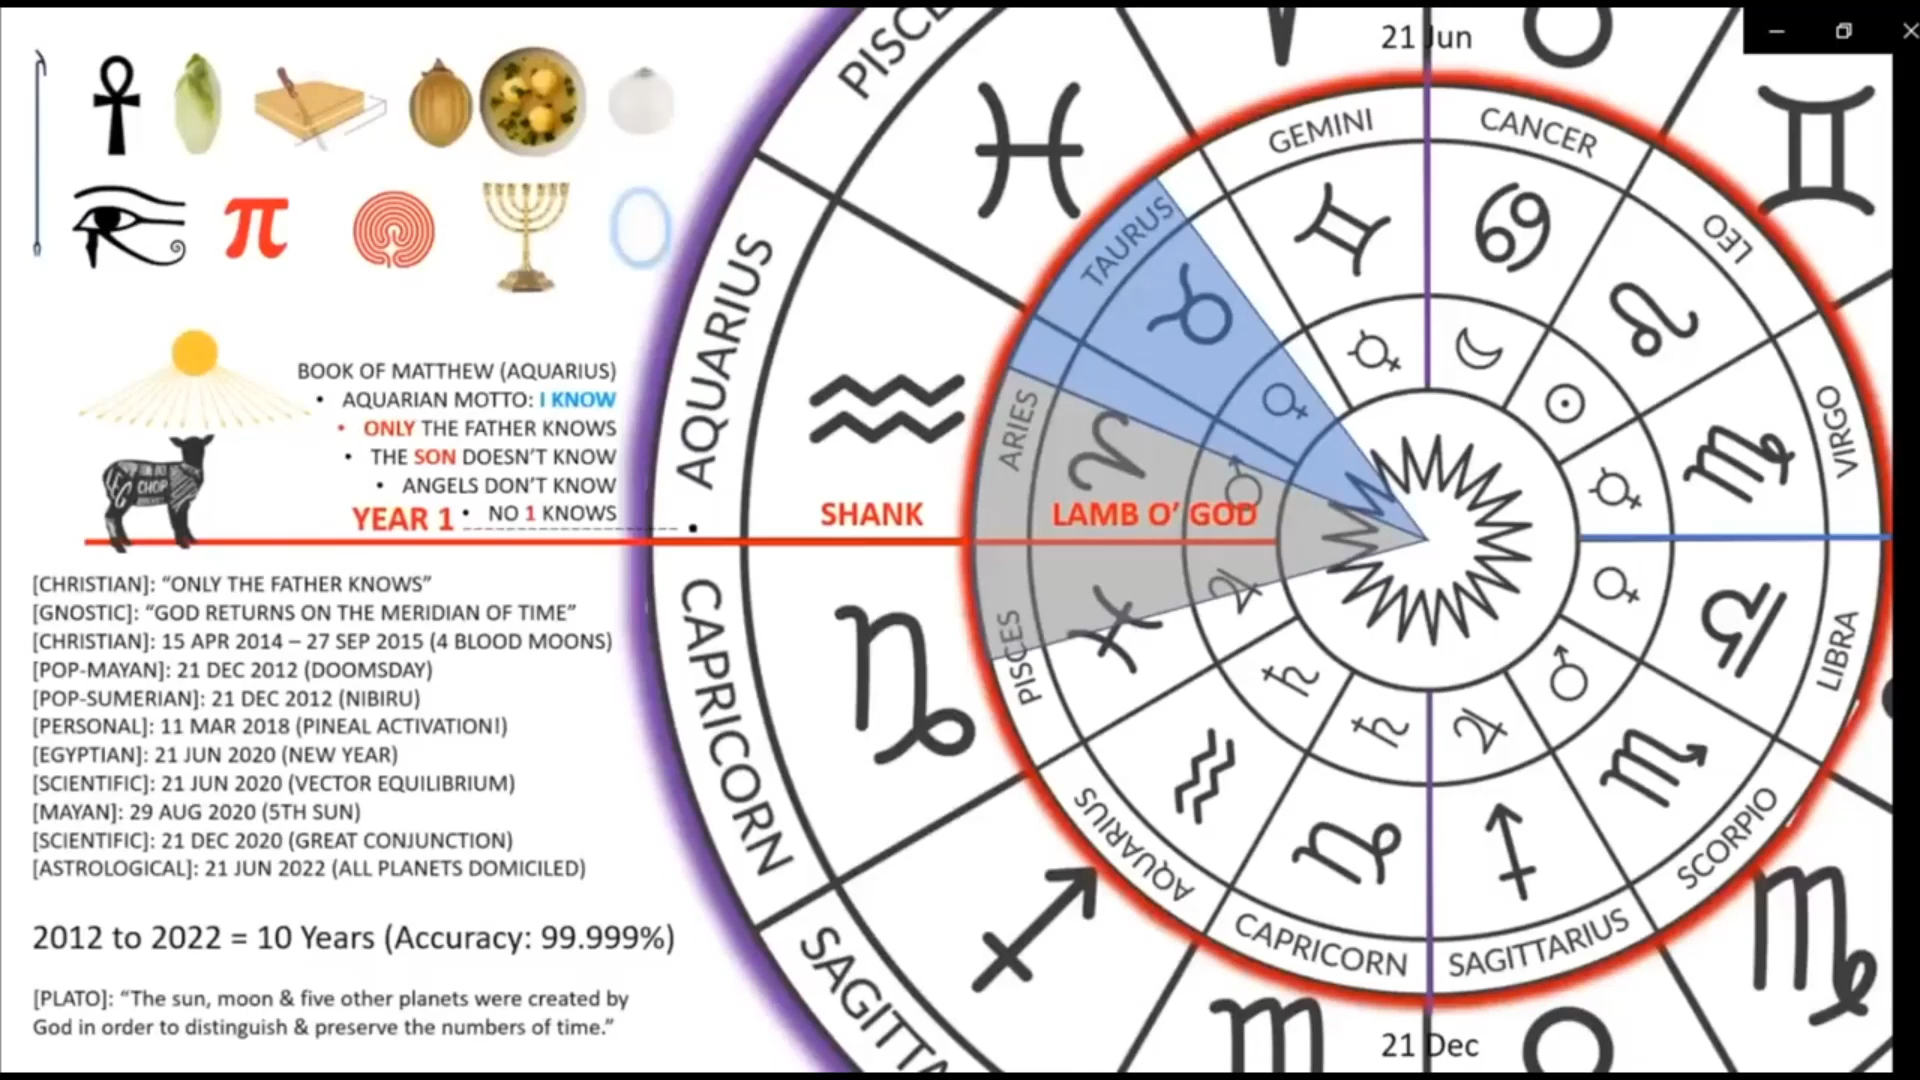 BOOK OF MATTHEW (AQUARIUS)
• AQUARIAN MOTTO: I KNOW
• ONLY THE FATHER KNOWS
• THE SON DOESN'T KNOW
• ANGELS DON'T KNOW
YEAR 1 • NO 1 KNOWS
[CHRISTIAN]: “ONLY THE FATHER KNOWS”
[GNOSTIC]: “GOD RETURNS ON THE MERIDIAN OF TIME”
[CHRISTIAN]: 15 APR 2014 – 27 SEP 2015 (4 BLOOD MOONS)
[POP-MAYAN]: 21 DEC 2012 (DOOMSDAY)
[POP-SUMERIAN]: 21 DEC 2012 (NIBIRU)
[PERSONAL]: 11 MAR 2018 (PINEAL ACTIVATION!)
[EGYPTIAN]: 21 JUN 2020 (NEW YEAR)
[SCIENTIFIC]: 21 JUN 2020 (VECTOR EQUILIBRIUM)
[MAYAN]: 29 AUG 2020 (5TH SUN)
[SCIENTIFIC]: 21 DEC 2020 (GREAT CONJUNCTION)
[ASTROLOGICAL]: 21 JUN 2022 (ALL PLANETS DOMICILED)
2012 to 2022 = 10 Years (Accuracy: 99.999%)
[PLATO]: “The sun, moon & five other planets were created by
God in order to distinguish & preserve the numbers of time.”
π
CHOP
LEG
PISC
AQUARIUS
CAPRICORN
SAGITTA
SHANK
LAMB O' GOD
21 Jun
GEMINI
CANCER
LEO
VIRGO
LIBRA
SCORPIO
SAGITTARIUS
CAPRICORN
AQUARIUS
PISCES
ARIES
TAURUS
21 Dec